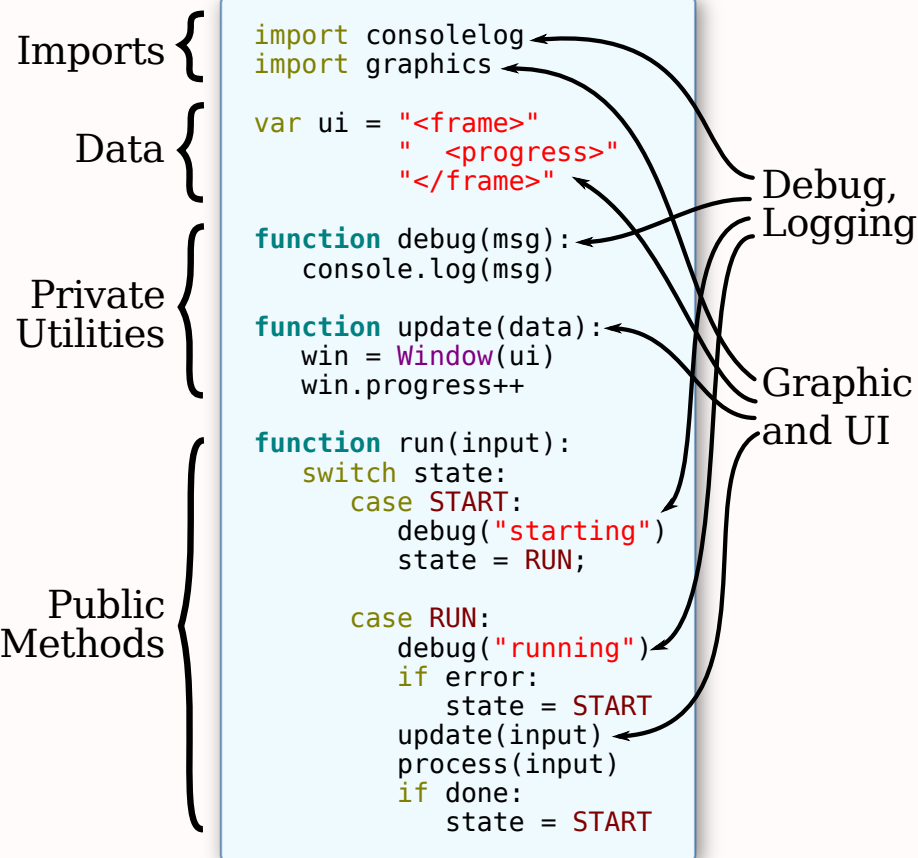 Imports
Data
Private
Utilities
Public
Methods
import consolelog
import graphics
var ui = "<frame>"
         "  <progress>"
         "</frame>"
function debug(msg):
   console.log(msg)
function update(data):
   win = Window(ui)
   win.progress++
function run(input):
   switch state:
      case START:
         debug("starting")
         state = RUN;
      case RUN:
         debug("running")
         if error:
            state = START
         update(input)
         process(input)
         if done:
            state = START
Debug,
Logging
Graphic
and UI